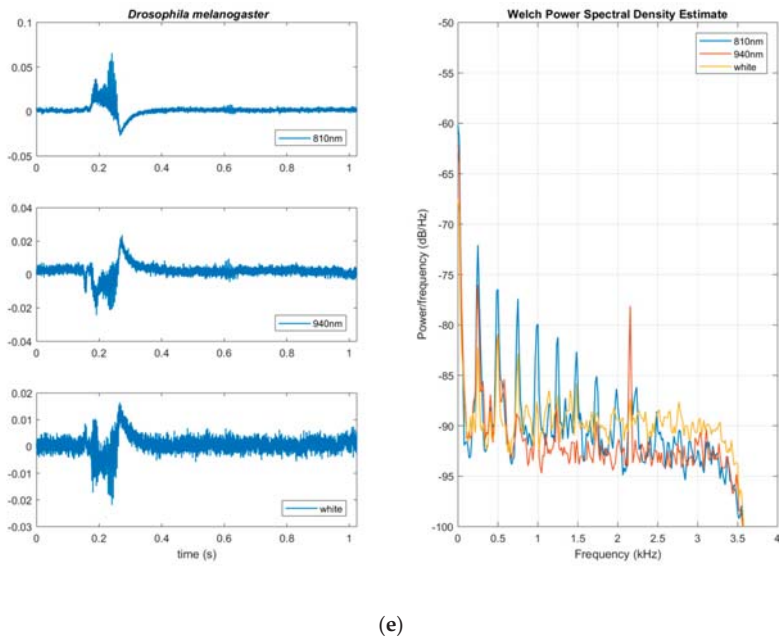 Drosophila melanogaster
0.1
0.05
0
-0.05
0 0.2 0.4 0.6 0.8 1
810nm
0.04
0.02
0
-0.02
-0.04
0 0.2 0.4 0.6 0.8 1
940nm
0.02
0.01
0
-0.01
-0.02
-0.03
0 0.2 0.4 0.6 0.8 1
white
time (s)
Welch Power Spectral Density Estimate
810nm
940nm
white
Power/frequency (dB/Hz)
-50
-55
-60
-65
-70
-75
-80
-85
-90
-95
-100
0 0.5 1 1.5 2 2.5 3 3.5 4
Frequency (kHz)
(e)